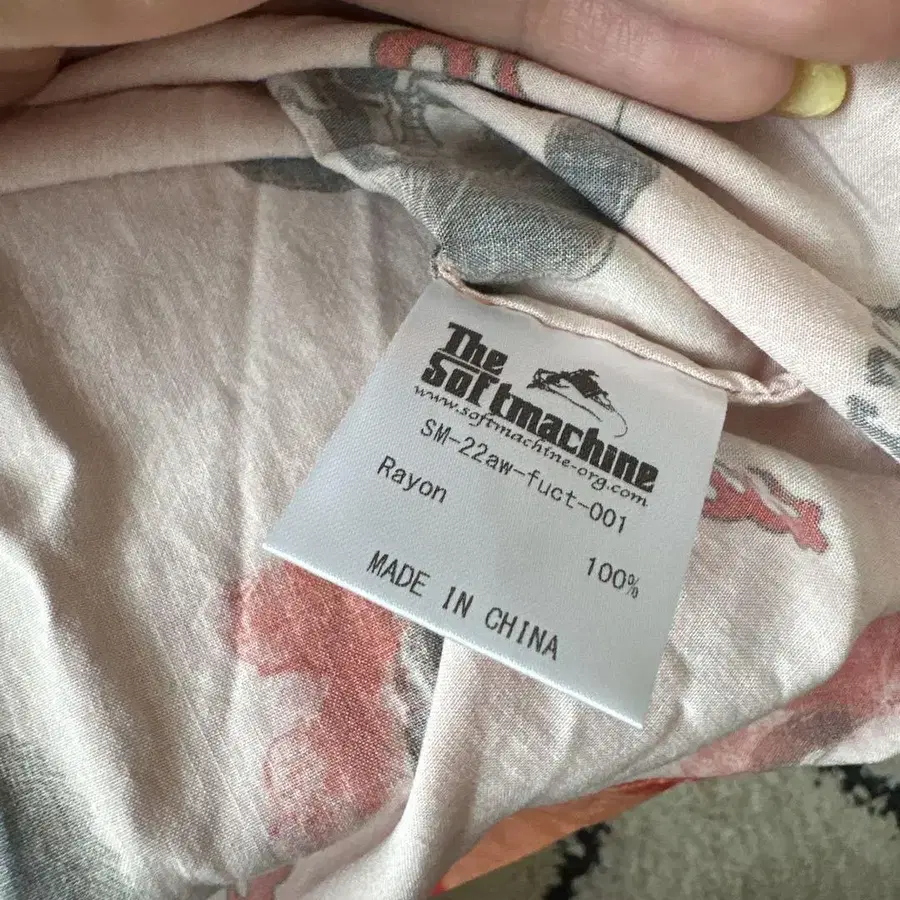 The
Softmachine
www.softmachine-org.com
SM-22aw-fuct-001
Rayon 100%
MADE IN CHINA